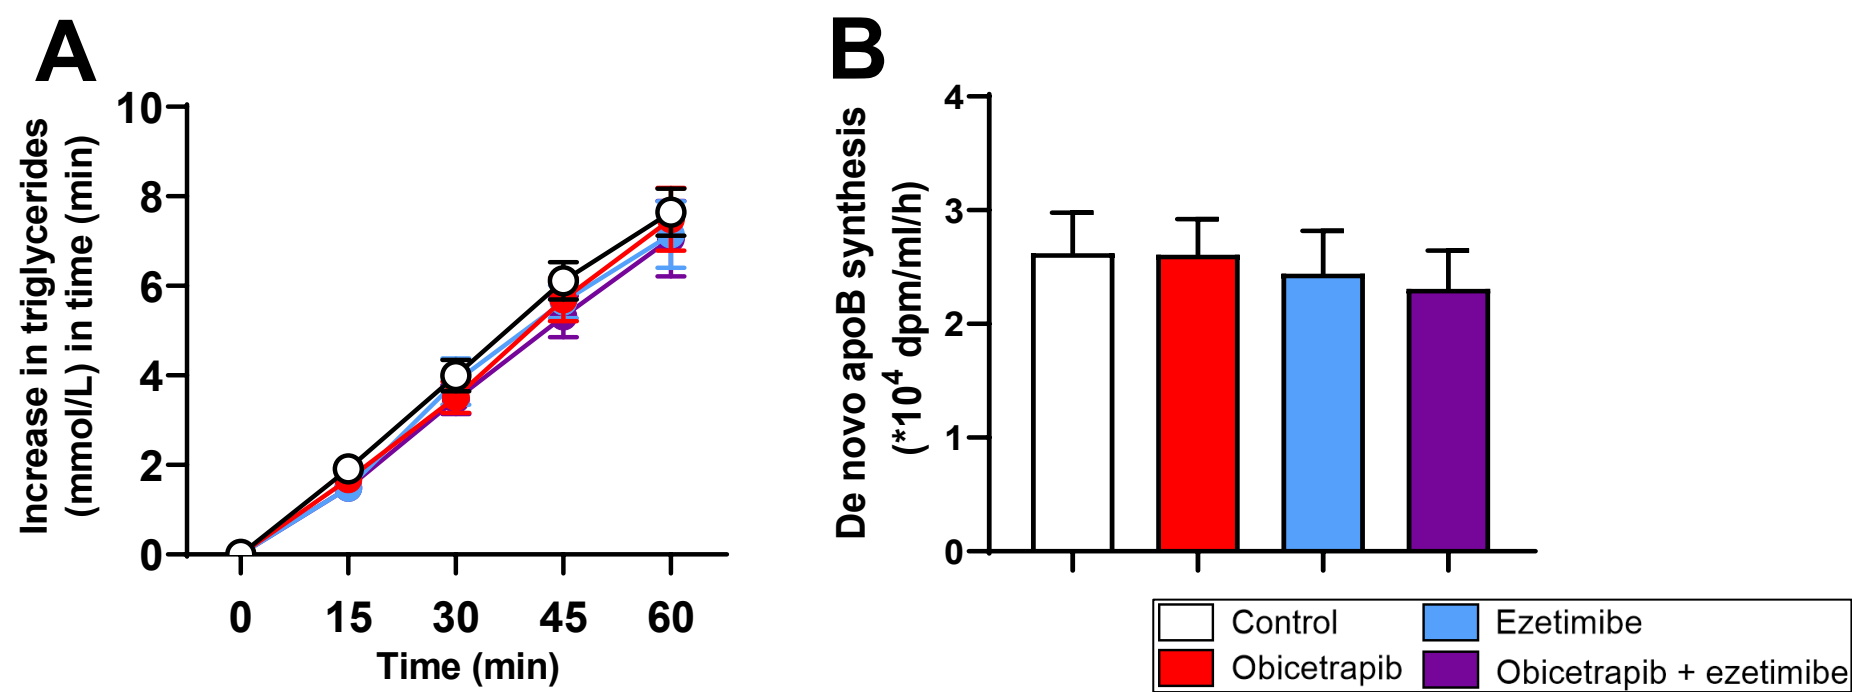 A
Increase in triglycerides
(mmol/L) in time (min)
10
8
6
4
2
0
0 15 30 45 60
Time (min)
B
De novo apoB synthesis
(*10⁴ dpm/ml/h)
4
3
2
1
0
Control
Ezetimibe
Obicetrapib
Obicetrapib + ezetimibe